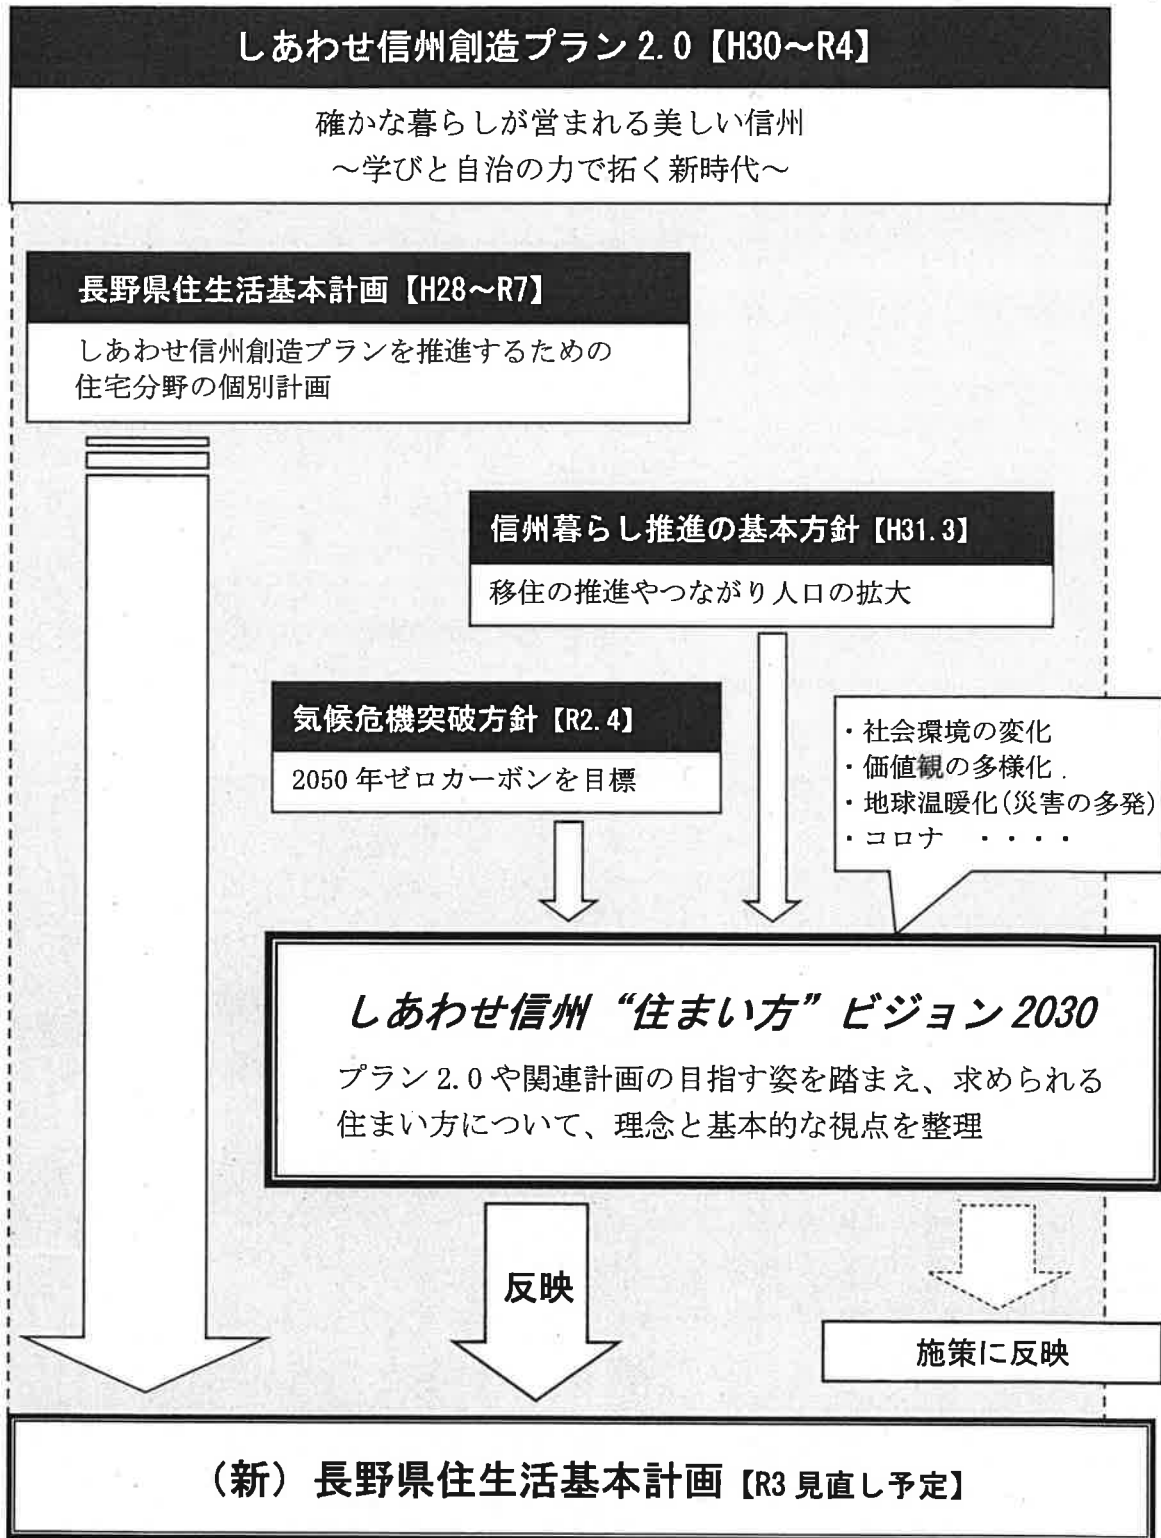 しあわせ信州創造プラン 2.0【H30～R4】
確かな暮らしが営まれる美しい信州
～学びと自治の力で拓く新時代～
長野県住生活基本計画【H28～R7】
しあわせ信州創造プランを推進するための
住宅分野の個別計画
信州暮らし推進の基本方針【H31.3】
移住の推進やつながり人口の拡大
気候危機突破方針【R2.4】
2050 年ゼロカーボンを目標
・社会環境の変化
・価値観の多様化
・地球温暖化(災害の多発)
・コロナ　・・・・
しあわせ信州 “住まい方” ビジョン 2030
プラン 2.0 や関連計画の目指す姿を踏まえ、求められる
住まい方について、理念と基本的な視点を整理
反映
施策に反映
（新）長野県住生活基本計画【R3 見直し予定】